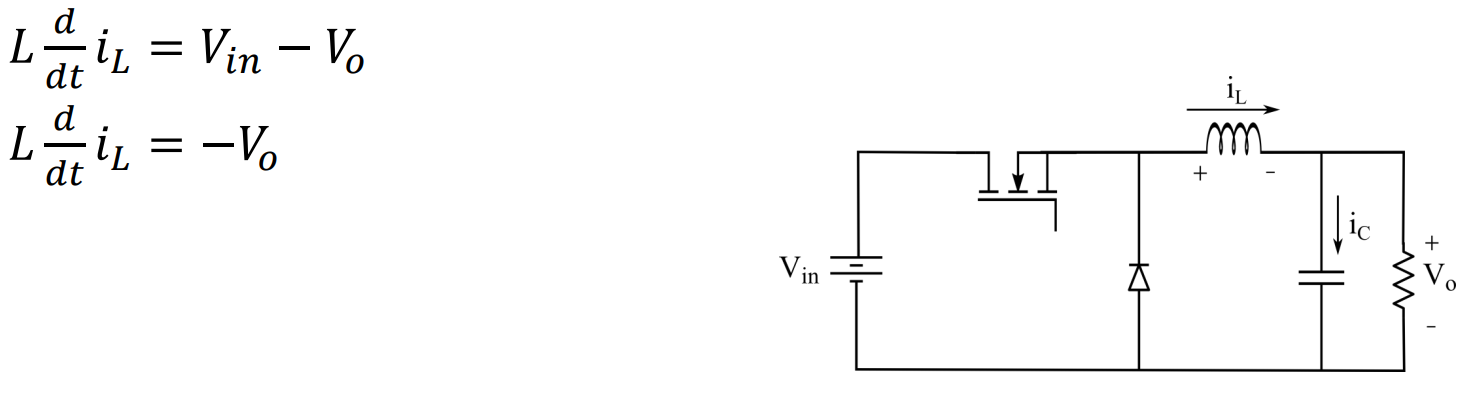 L d/dt i_L = V_in − V_o
L d/dt i_L = −V_o
i_L
+ -
i_C
V_in
+
V_o
-